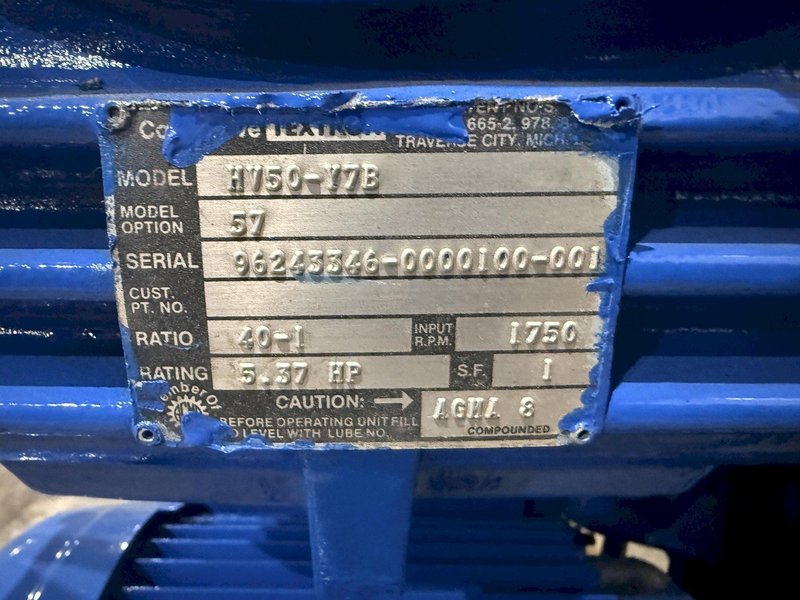 TEXTRON
665-2, 978
TRAVERSE CITY, MICH.
MODEL HV50-Y7B
MODEL OPTION 57
SERIAL 96243346-0000100-001
CUST. PT. NO.
RATIO 40-1 INPUT R.P.M. 1750
RATING 5.37 HP S.F. 1
CAUTION: → AGMA 8
BEFORE OPERATING UNIT FILL
LEVEL WITH LUBE NO. COMPOUNDED